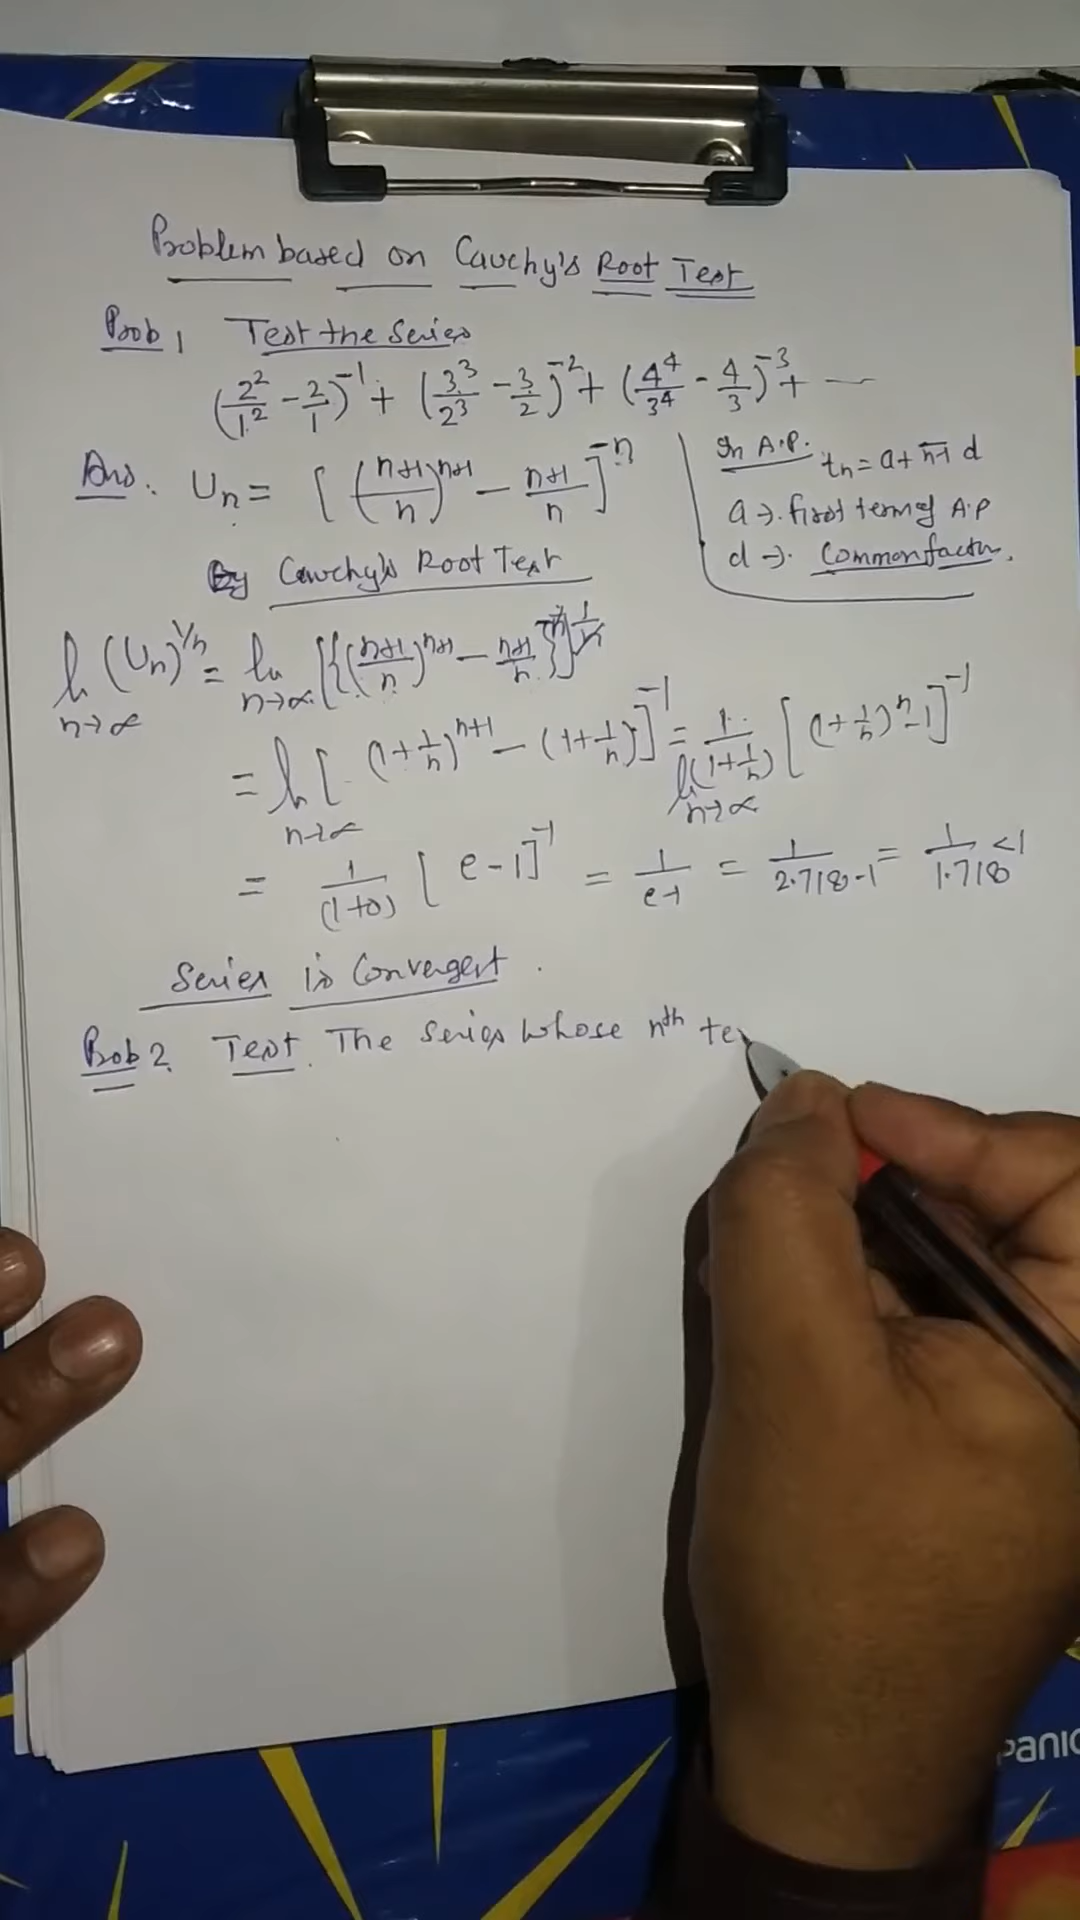 Problem based on Cauchy's Root Test
Prob 1 Test the Series
(2²/1² - 2/1)⁻¹ + (3³/2³ - 3/2)⁻² + (4⁴/3⁴ - 4/3)⁻³ + —
Ans. Uₙ = [((n+1)/n)ⁿ⁺¹ - (n+1)/n]⁻ⁿ
In A.P. tₙ = a + n-1 d
a → first term of A.P
d → Common factor.
By Cauchy's Root Test
lim n→∞ (Uₙ)^1/n = lim n→∞ [{((n+1)/n)ⁿ⁺¹ - (n+1)/n}⁻ⁿ]^1/n
= lim n→∞ [(1+1/n)ⁿ⁺¹ - (1+1/n)]⁻¹ = lim n→∞ 1/(1+1/n) [(1+1/n)ⁿ - 1]⁻¹
= 1/(1+0) [e-1]⁻¹ = 1/(e-1) = 1/(2.718-1) = 1/1.718 < 1
Series is Convergent.
Prob 2. Test. The series whose nth te
Panic